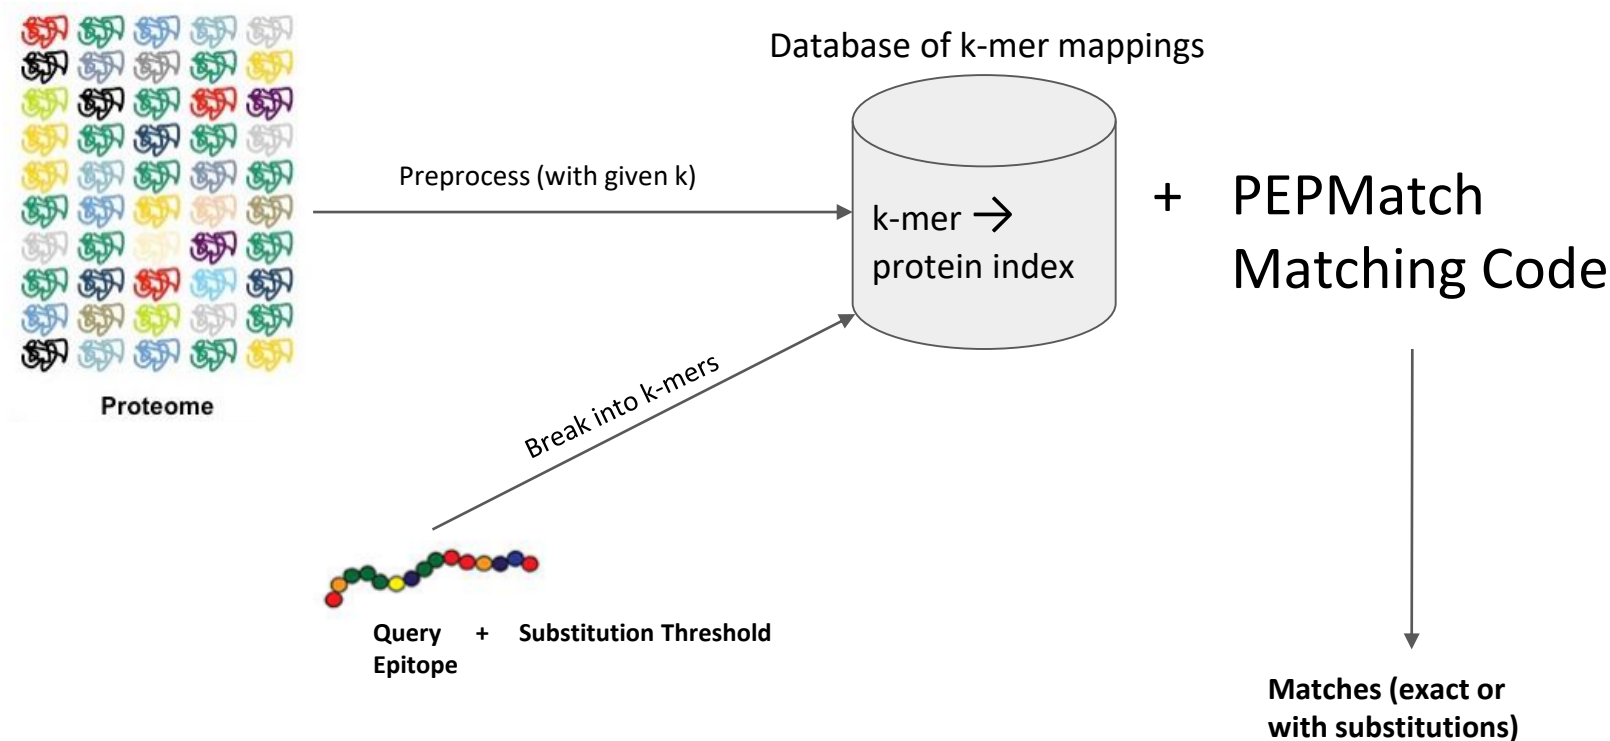 Database of k-mer mappings
Preprocess (with given k)
k-mer →
protein index
+ PEPMatch
Matching Code
Proteome
Break into k-mers
Query + Substitution Threshold
Epitope
Matches (exact or
with substitutions)